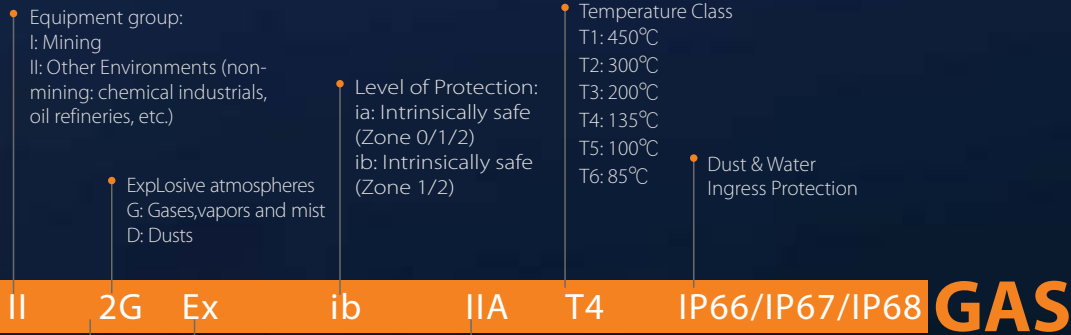 Equipment group:
I: Mining
II: Other Environments (non-
mining: chemical industrials,
oil refineries, etc.)
ExpLosive atmospheres
G: Gases,vapors and mist
D: Dusts
Level of Protection:
ia: Intrinsically safe
(Zone 0/1/2)
ib: Intrinsically safe
(Zone 1/2)
Temperature Class
T1: 450℃
T2: 300℃
T3: 200℃
T4: 135℃
T5: 100℃
T6: 85℃
Dust & Water
Ingress Protection
II 2G Ex ib IIA T4 IP66/IP67/IP68 GAS